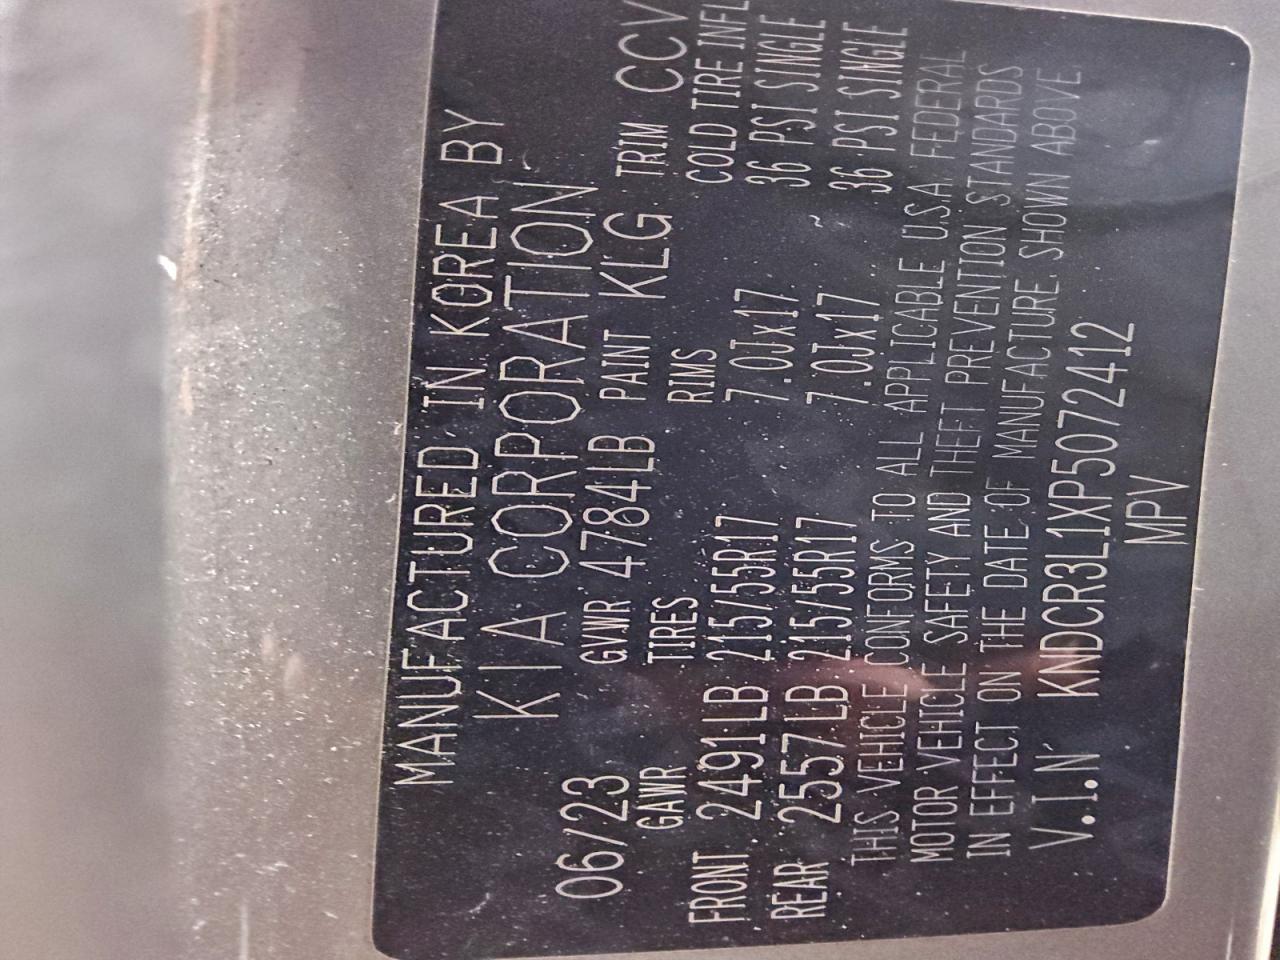 MANUFACTURED IN KOREA BY
KIA CORPORATION
06/23 GVWR 4784LB PAINT KLG TRIM CCV
GAWR TIRES RIMS COLD TIRE INFL
FRONT 2491LB 215/55R17 7.0Jx17 36 PSI SINGLE
REAR 2557LB 215/55R17 7.0Jx17 36 PSI SINGLE
THIS VEHICLE CONFORMS TO ALL APPLICABLE U.S.A. FEDERAL
MOTOR VEHICLE SAFETY AND THEFT PREVENTION STANDARDS
IN EFFECT ON THE DATE OF MANUFACTURE SHOWN ABOVE.
V.I.N KNDCR3L1XP5072412
MPV